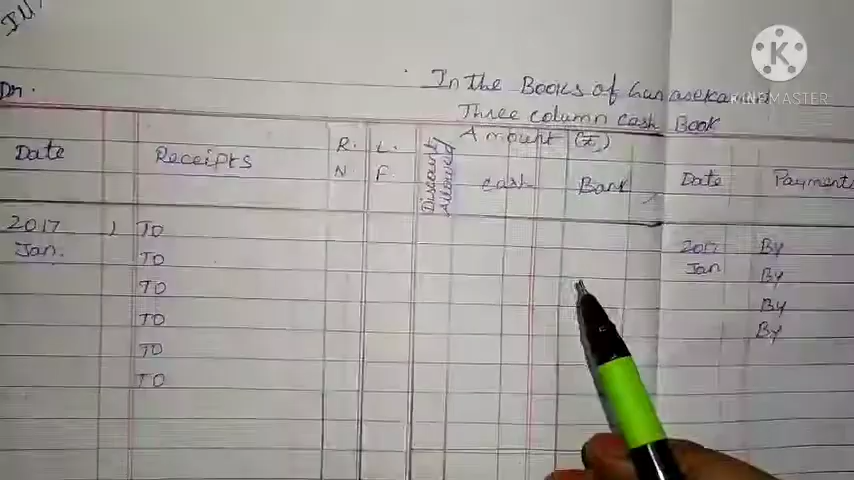 Dr.
In the Books of Gunasekaran
Three column cash Book
Amount (₹)
Date Receipts R. N L. F Discount Allowed cash Bank Date Payments
2017 1 TO 2017 By
Jan. TO Jan By
TO By
TO By
TO
TO
KINEMASTER